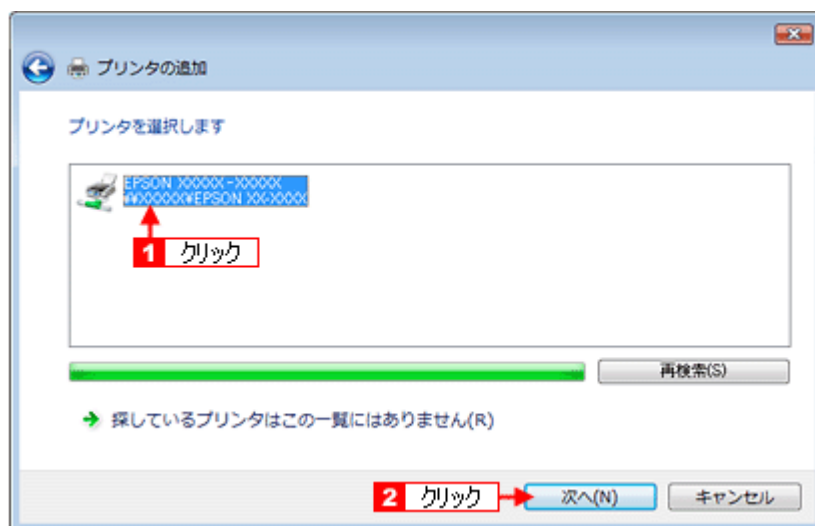 プリンタの追加
プリンタを選択します
EPSON XXXXX-XXXXX
¥¥XXXXX¥EPSON XX-XXXX
1 クリック
再検索(S)
探しているプリンタはこの一覧にはありません(R)
2 クリック
次へ(N)
キャンセル